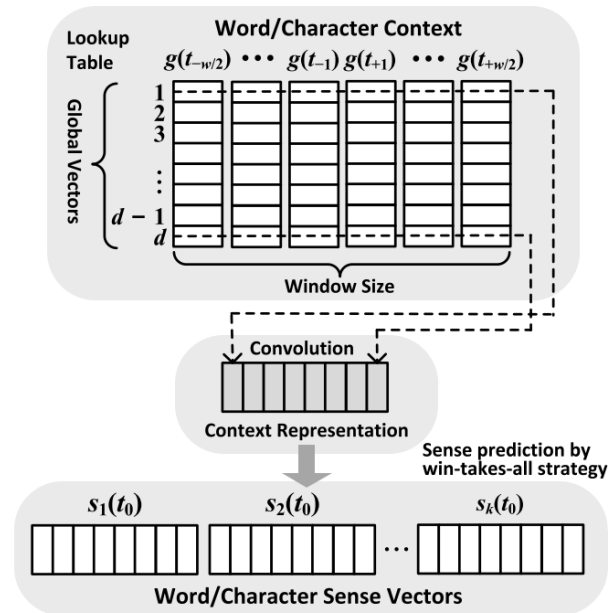 Word/Character Context
Lookup
Table
g(t₋w/2) ••• g(t₋₁) g(t₊₁) ••• g(t₊w/2)
Global Vectors
1
2
3
⋮
d − 1
d
Window Size
Convolution
Context Representation
Sense prediction by
win-takes-all strategy
s₁(t₀) s₂(t₀) sₖ(t₀)
•••
Word/Character Sense Vectors